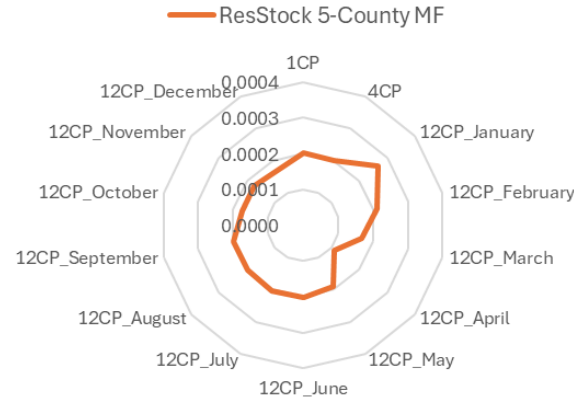 ResStock 5-County MF
1CP
4CP
12CP_January
12CP_February
12CP_March
12CP_April
12CP_May
12CP_June
12CP_July
12CP_August
12CP_September
12CP_October
12CP_November
12CP_December
0.0004
0.0003
0.0002
0.0001
0.0000